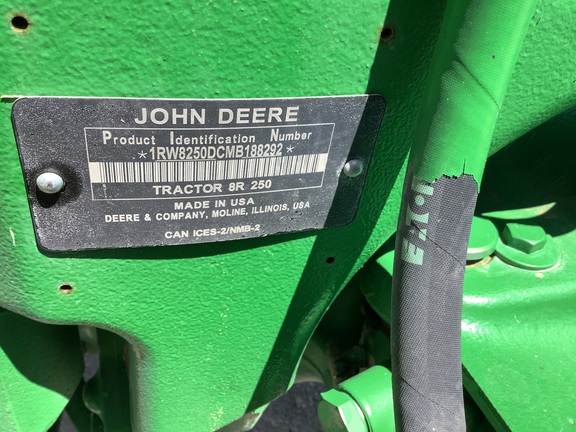 JOHN DEERE
Product Identification Number
*1RW8250DCMB188292*
TRACTOR 8R 250
MADE IN USA
DEERE & COMPANY, MOLINE, ILLINOIS, USA
CAN ICES-2/NMB-2